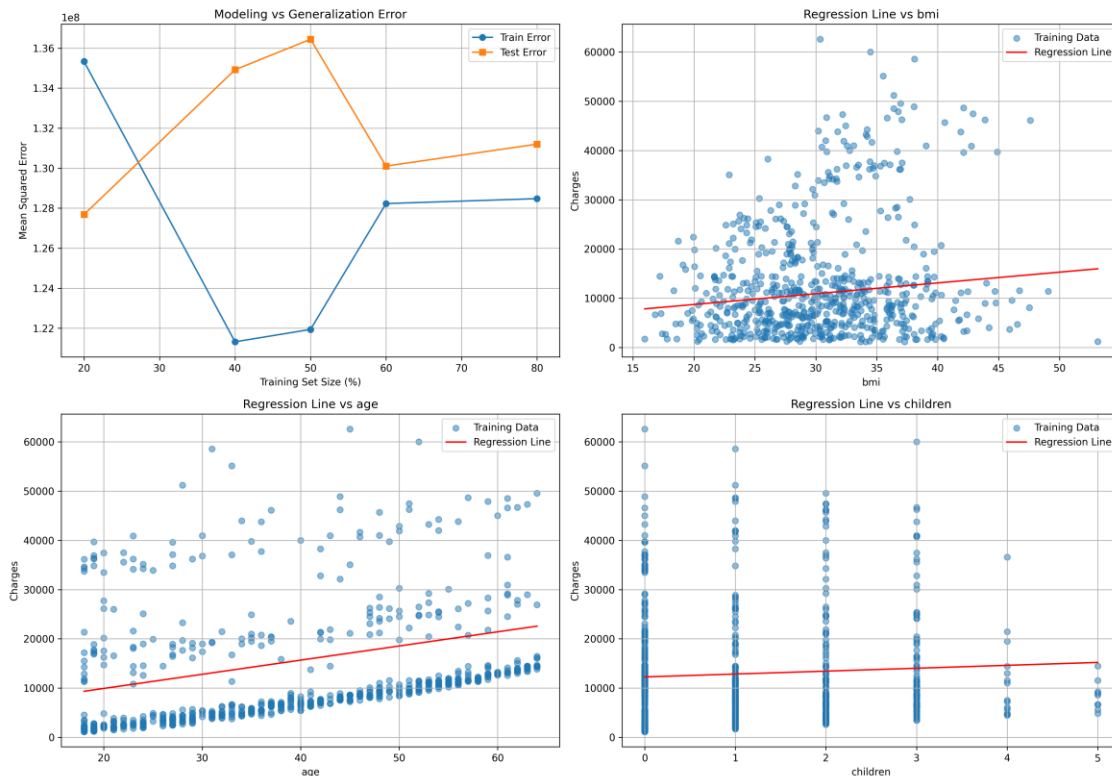 Modeling vs Generalization Error
1e8
Train Error
Test Error
1.36
1.34
1.32
1.30
1.28
1.26
1.24
1.22
Mean Squared Error
20 30 40 50 60 70 80
Training Set Size (%)
Regression Line vs bmi
Training Data
Regression Line
60000
50000
40000
30000
20000
10000
0
Charges
15 20 25 30 35 40 45 50
bmi
Regression Line vs age
Training Data
Regression Line
60000
50000
40000
30000
20000
10000
0
Charges
20 30 40 50 60
age
Regression Line vs children
Training Data
Regression Line
60000
50000
40000
30000
20000
10000
0
Charges
0 1 2 3 4 5
children